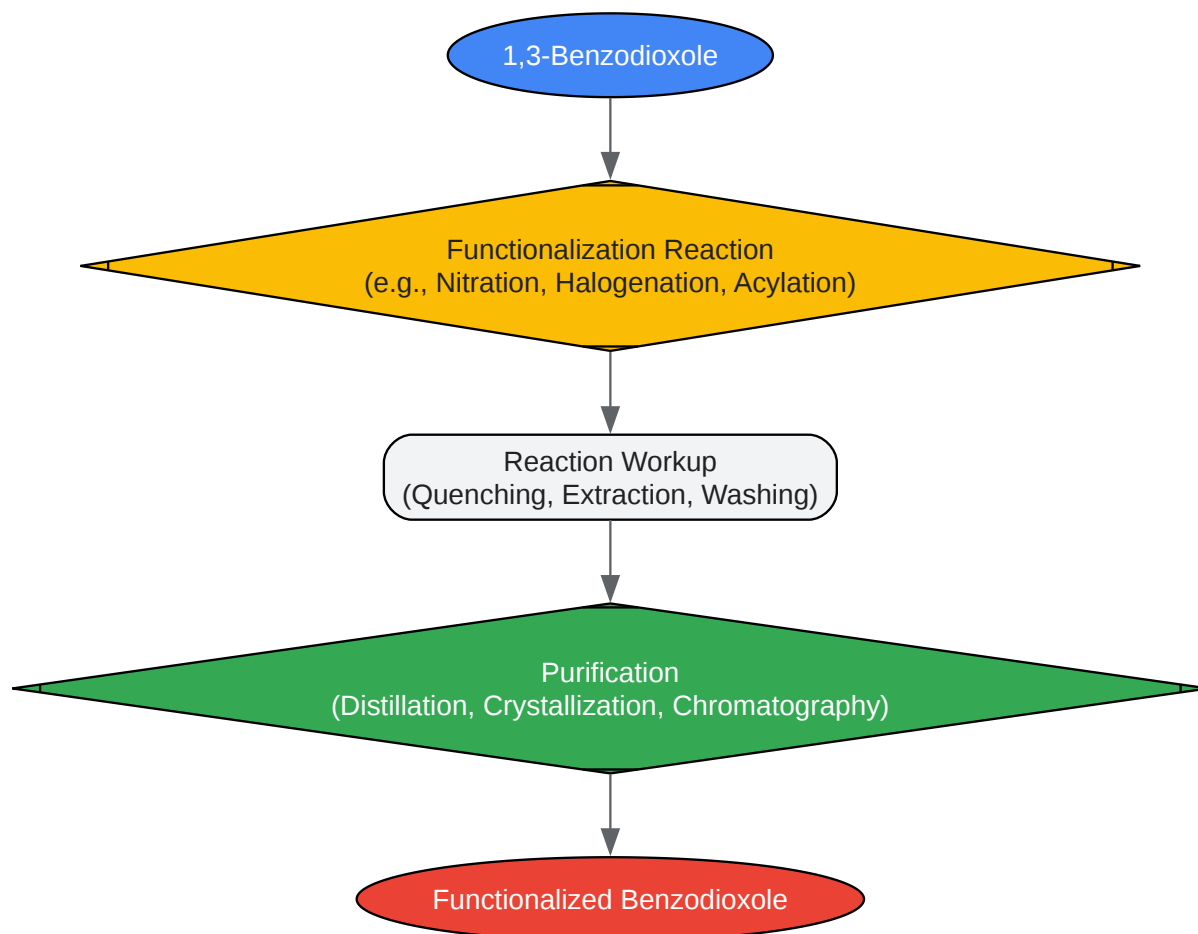 1,3-Benzodioxole
Functionalization Reaction
(e.g., Nitration, Halogenation, Acylation)
Reaction Workup
(Quenching, Extraction, Washing)
Purification
(Distillation, Crystallization, Chromatography)
Functionalized Benzodioxole